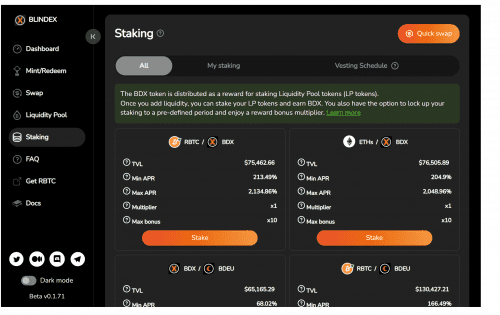 BLINDEX
Dashboard
Mint/Redeem
Swap
Liquidity Pool
Staking
FAQ
Get RBTC
Docs
Dark mode
Beta v0.1.71
Staking
Quick swap
All
My staking
Vesting Schedule
The BDX token is distributed as a reward for staking Liquidity Pool tokens (LP tokens)
Once you add liquidity, you can stake your LP tokens and earn BDX. You also have the option to lock up your
staking to a pre-defined period and enjoy a reward bonus multiplier. Learn more
RBTC / BDX
TVL $75,462.66
Min APR 213.49%
Max APR 2,134.86%
Multiplier x1
Max bonus x10
Stake
ETHs / BDX
TVL $76,505.89
Min APR 204.9%
Max APR 2,048.96%
Multiplier x1
Max bonus x10
Stake
BDX / BDEU
TVL $65,165.29
Min APR 68.02%
RBTC / BDEU
TVL $130,427.21
Min APR 166.49%